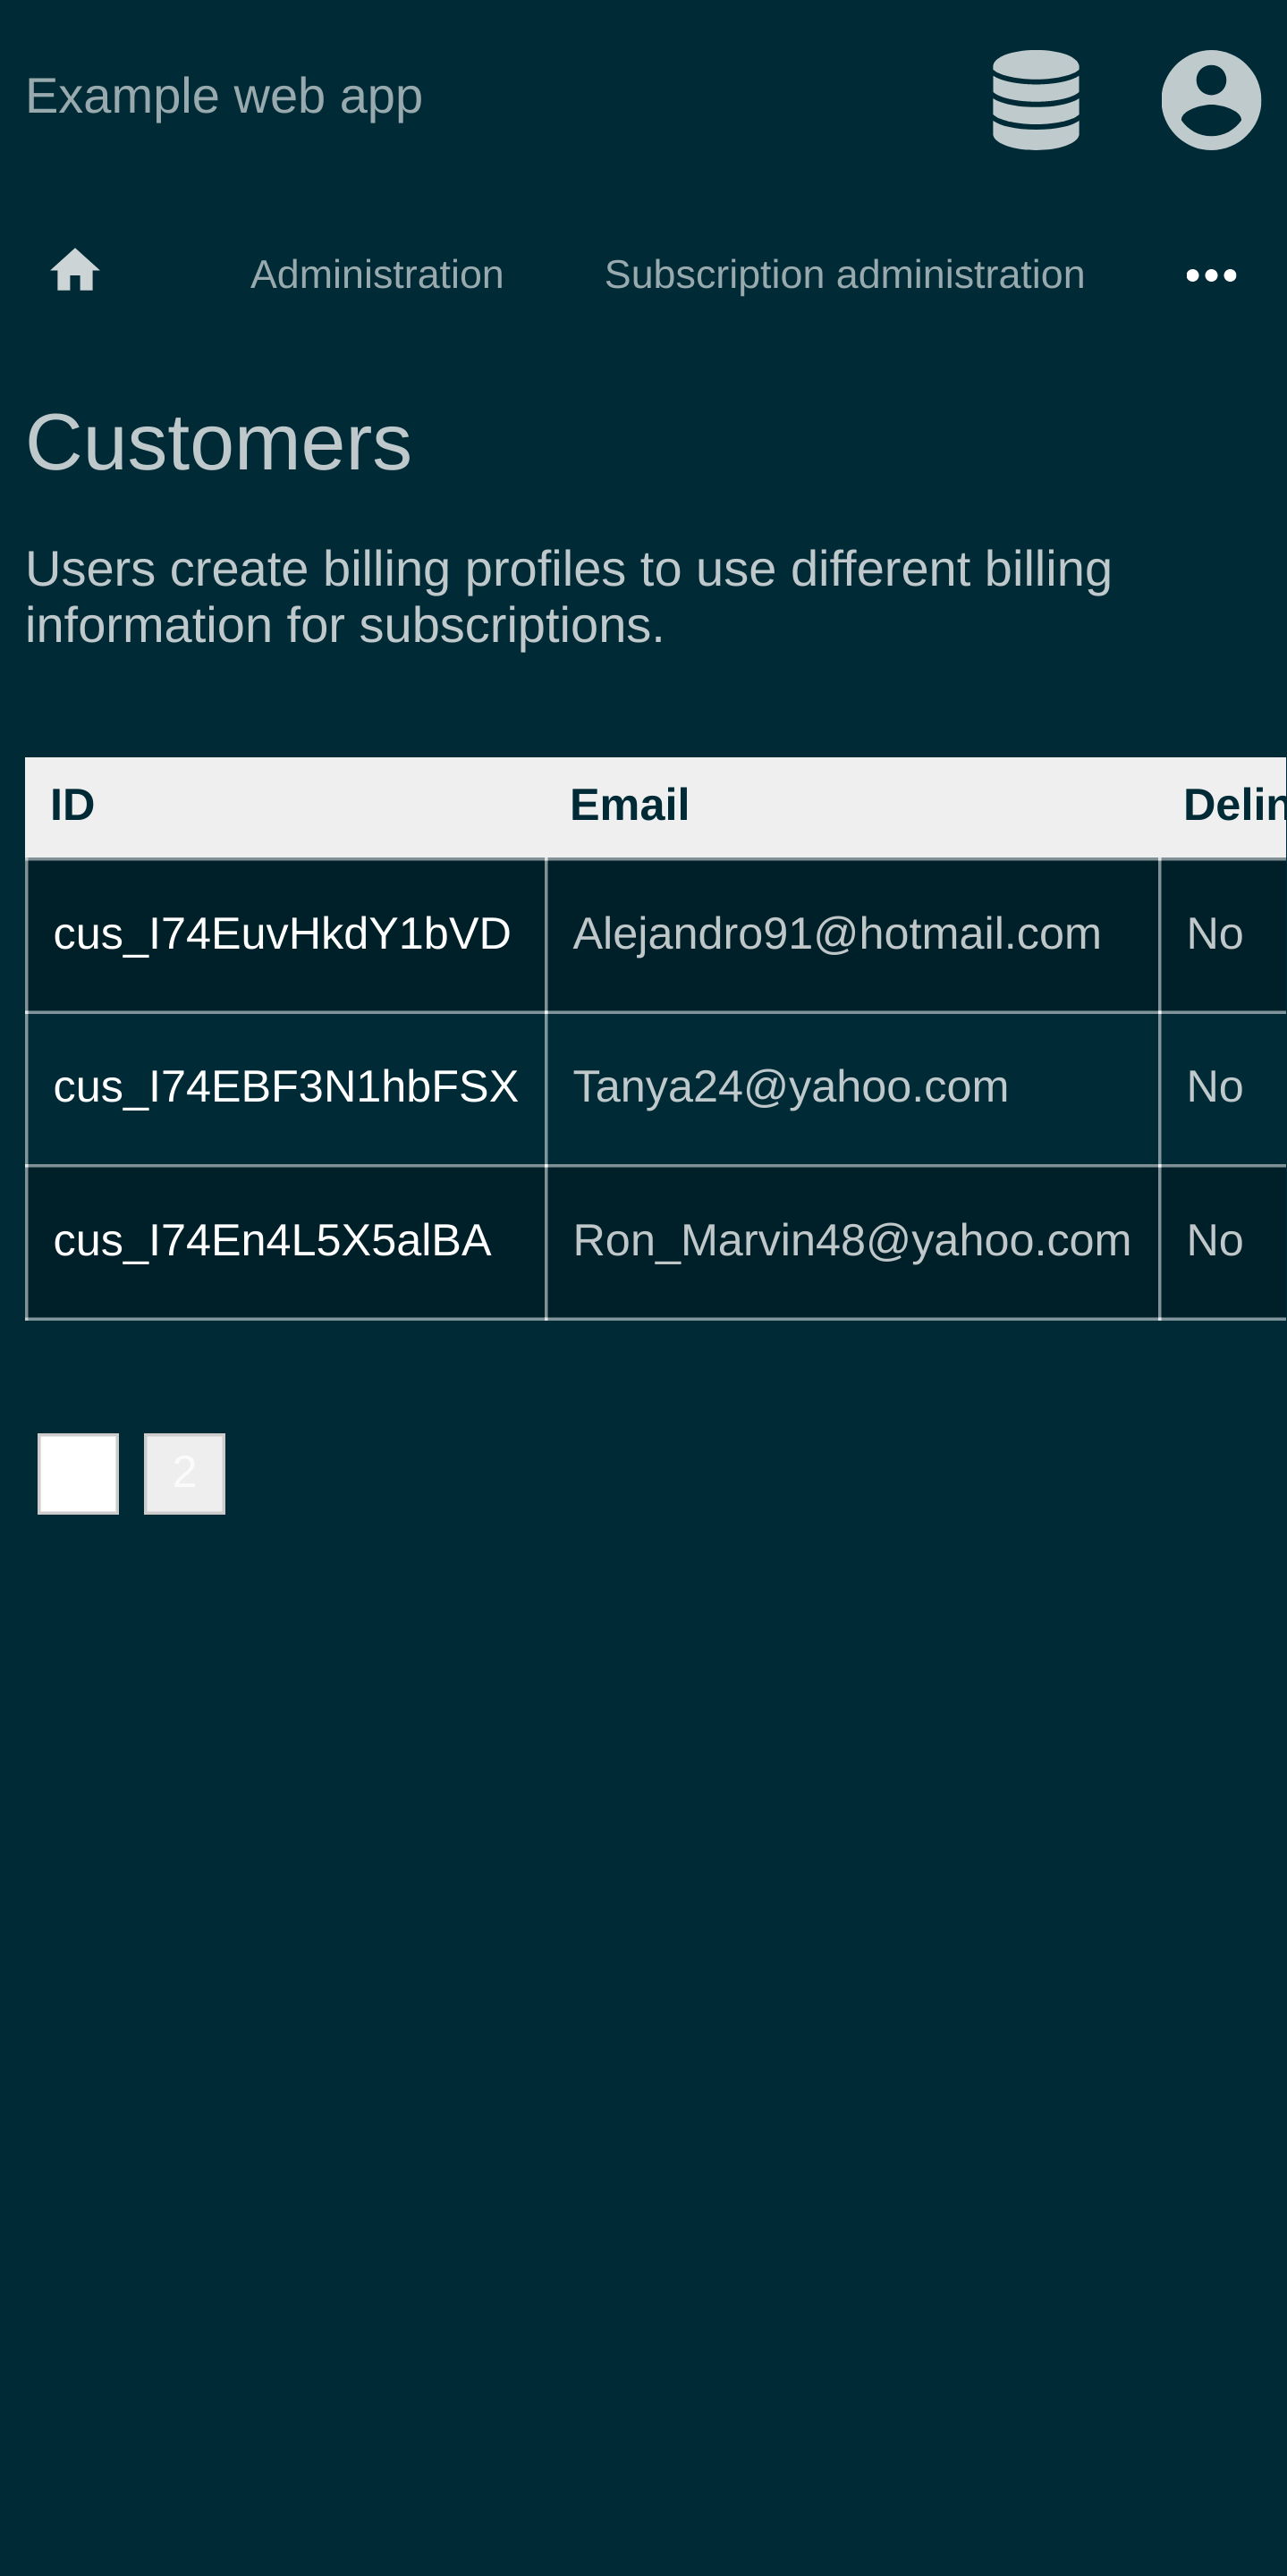 Example web app
Administration Subscription administration
Customers
Users create billing profiles to use different billing
information for subscriptions.
ID Email Delin
cus_I74EuvHkdY1bVD Alejandro91@hotmail.com No
cus_I74EBF3N1hbFSX Tanya24@yahoo.com No
cus_I74En4L5X5alBA Ron_Marvin48@yahoo.com No
2